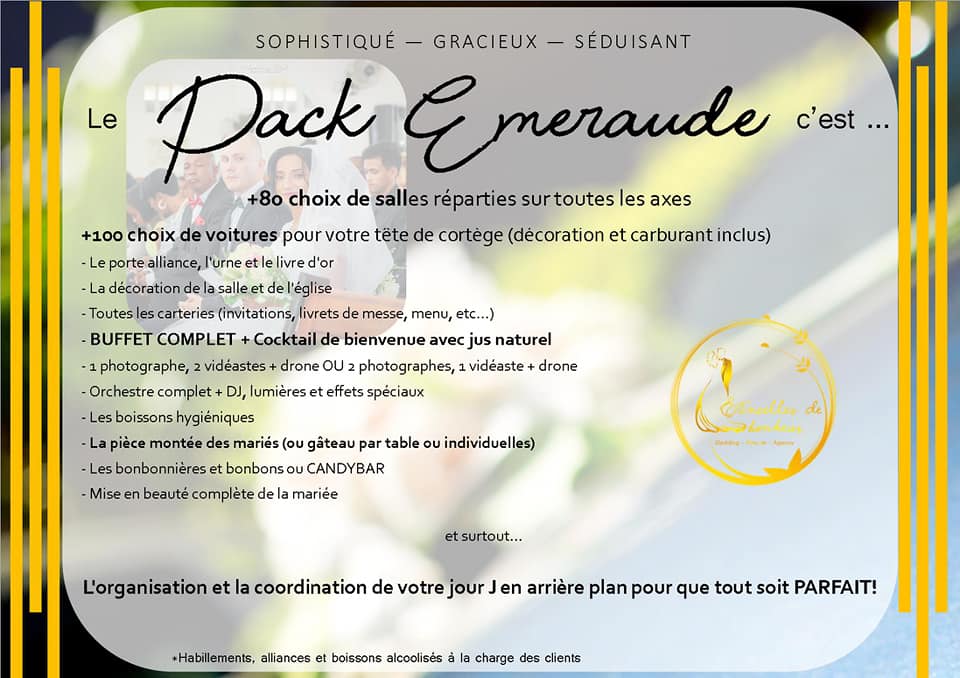 SOPHISTIQUÉ — GRACIEUX — SÉDUISANT
Le Pack Emeraude c'est ...
+80 choix de salles réparties sur toutes les axes
+100 choix de voitures pour votre tëte de cortège (décoration et carburant inclus)
- Le porte alliance, l'urne et le livre d'or
- La décoration de la salle et de l'église
- Toutes les carteries (invitations, livrets de messe, menu, etc...)
- BUFFET COMPLET + Cocktail de bienvenue avec jus naturel
- 1 photographe, 2 vidéastes + drone OU 2 photographes, 1 vidéaste + drone
- Orchestre complet + DJ, lumières et effets spéciaux
- Les boissons hygiéniques
- La pièce montée des mariés (ou gâteau par table ou individuelles)
- Les bonbonnières et bonbons ou CANDYBAR
- Mise en beauté complète de la mariée
de
et surtout...
L'organisation et la coordination de votre jour J en arrière plan pour que tout soit PARFAIT!
*Habillements, alliances et boissons alcoolisés à la charge des clients